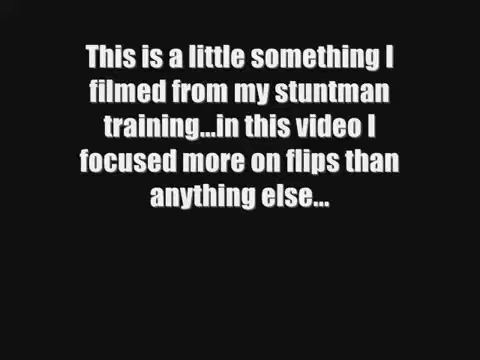 This is a little something I
filmed from my stuntman
training...in this video I
focused more on flips than
anything else...